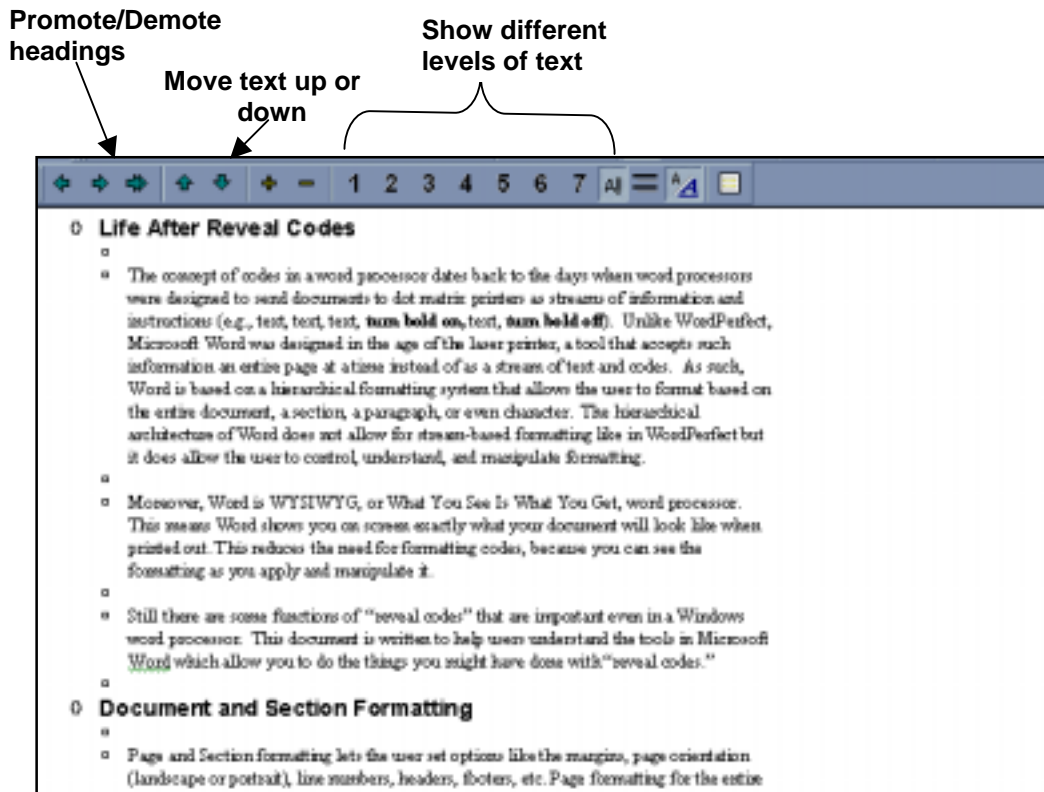 Promote/Demote
headings
Move text up or
down
Show different
levels of text
1 2 3 4 5 6 7 All
Life After Reveal Codes
The concept of codes in a word processor dates back to the days when word processors
were designed to send documents to dot matrix printers as streams of information and
instructions (e.g., text, text, text, turn bold on, text, turn bold off). Unlike WordPerfect,
Microsoft Word was designed in the age of the laser printer, a tool that accepts such
information an entire page at a time instead of as a stream of text and codes. As such,
Word is based on a hierarchical formatting system that allows the user to format based on
the entire document, a section, a paragraph, or even character. The hierarchical
architecture of Word does not allow for stream-based formatting like in WordPerfect but
it does allow the user to control, understand, and manipulate formatting.
Moreover, Word is WYSIWYG, or What You See Is What You Get, word processor.
This means Word shows you on screen exactly what your document will look like when
printed out. This reduces the need for formatting codes, because you can see the
formatting as you apply and manipulate it.
Still there are some functions of “reveal codes” that are important even in a Windows
word processor. This document is written to help users understand the tools in Microsoft
Word which allow you to do the things you might have done with “reveal codes.”
Document and Section Formatting
Page and Section formatting lets the user set options like the margins, page orientation
(landscape or portrait), line numbers, headers, footers, etc. Page formatting for the entire